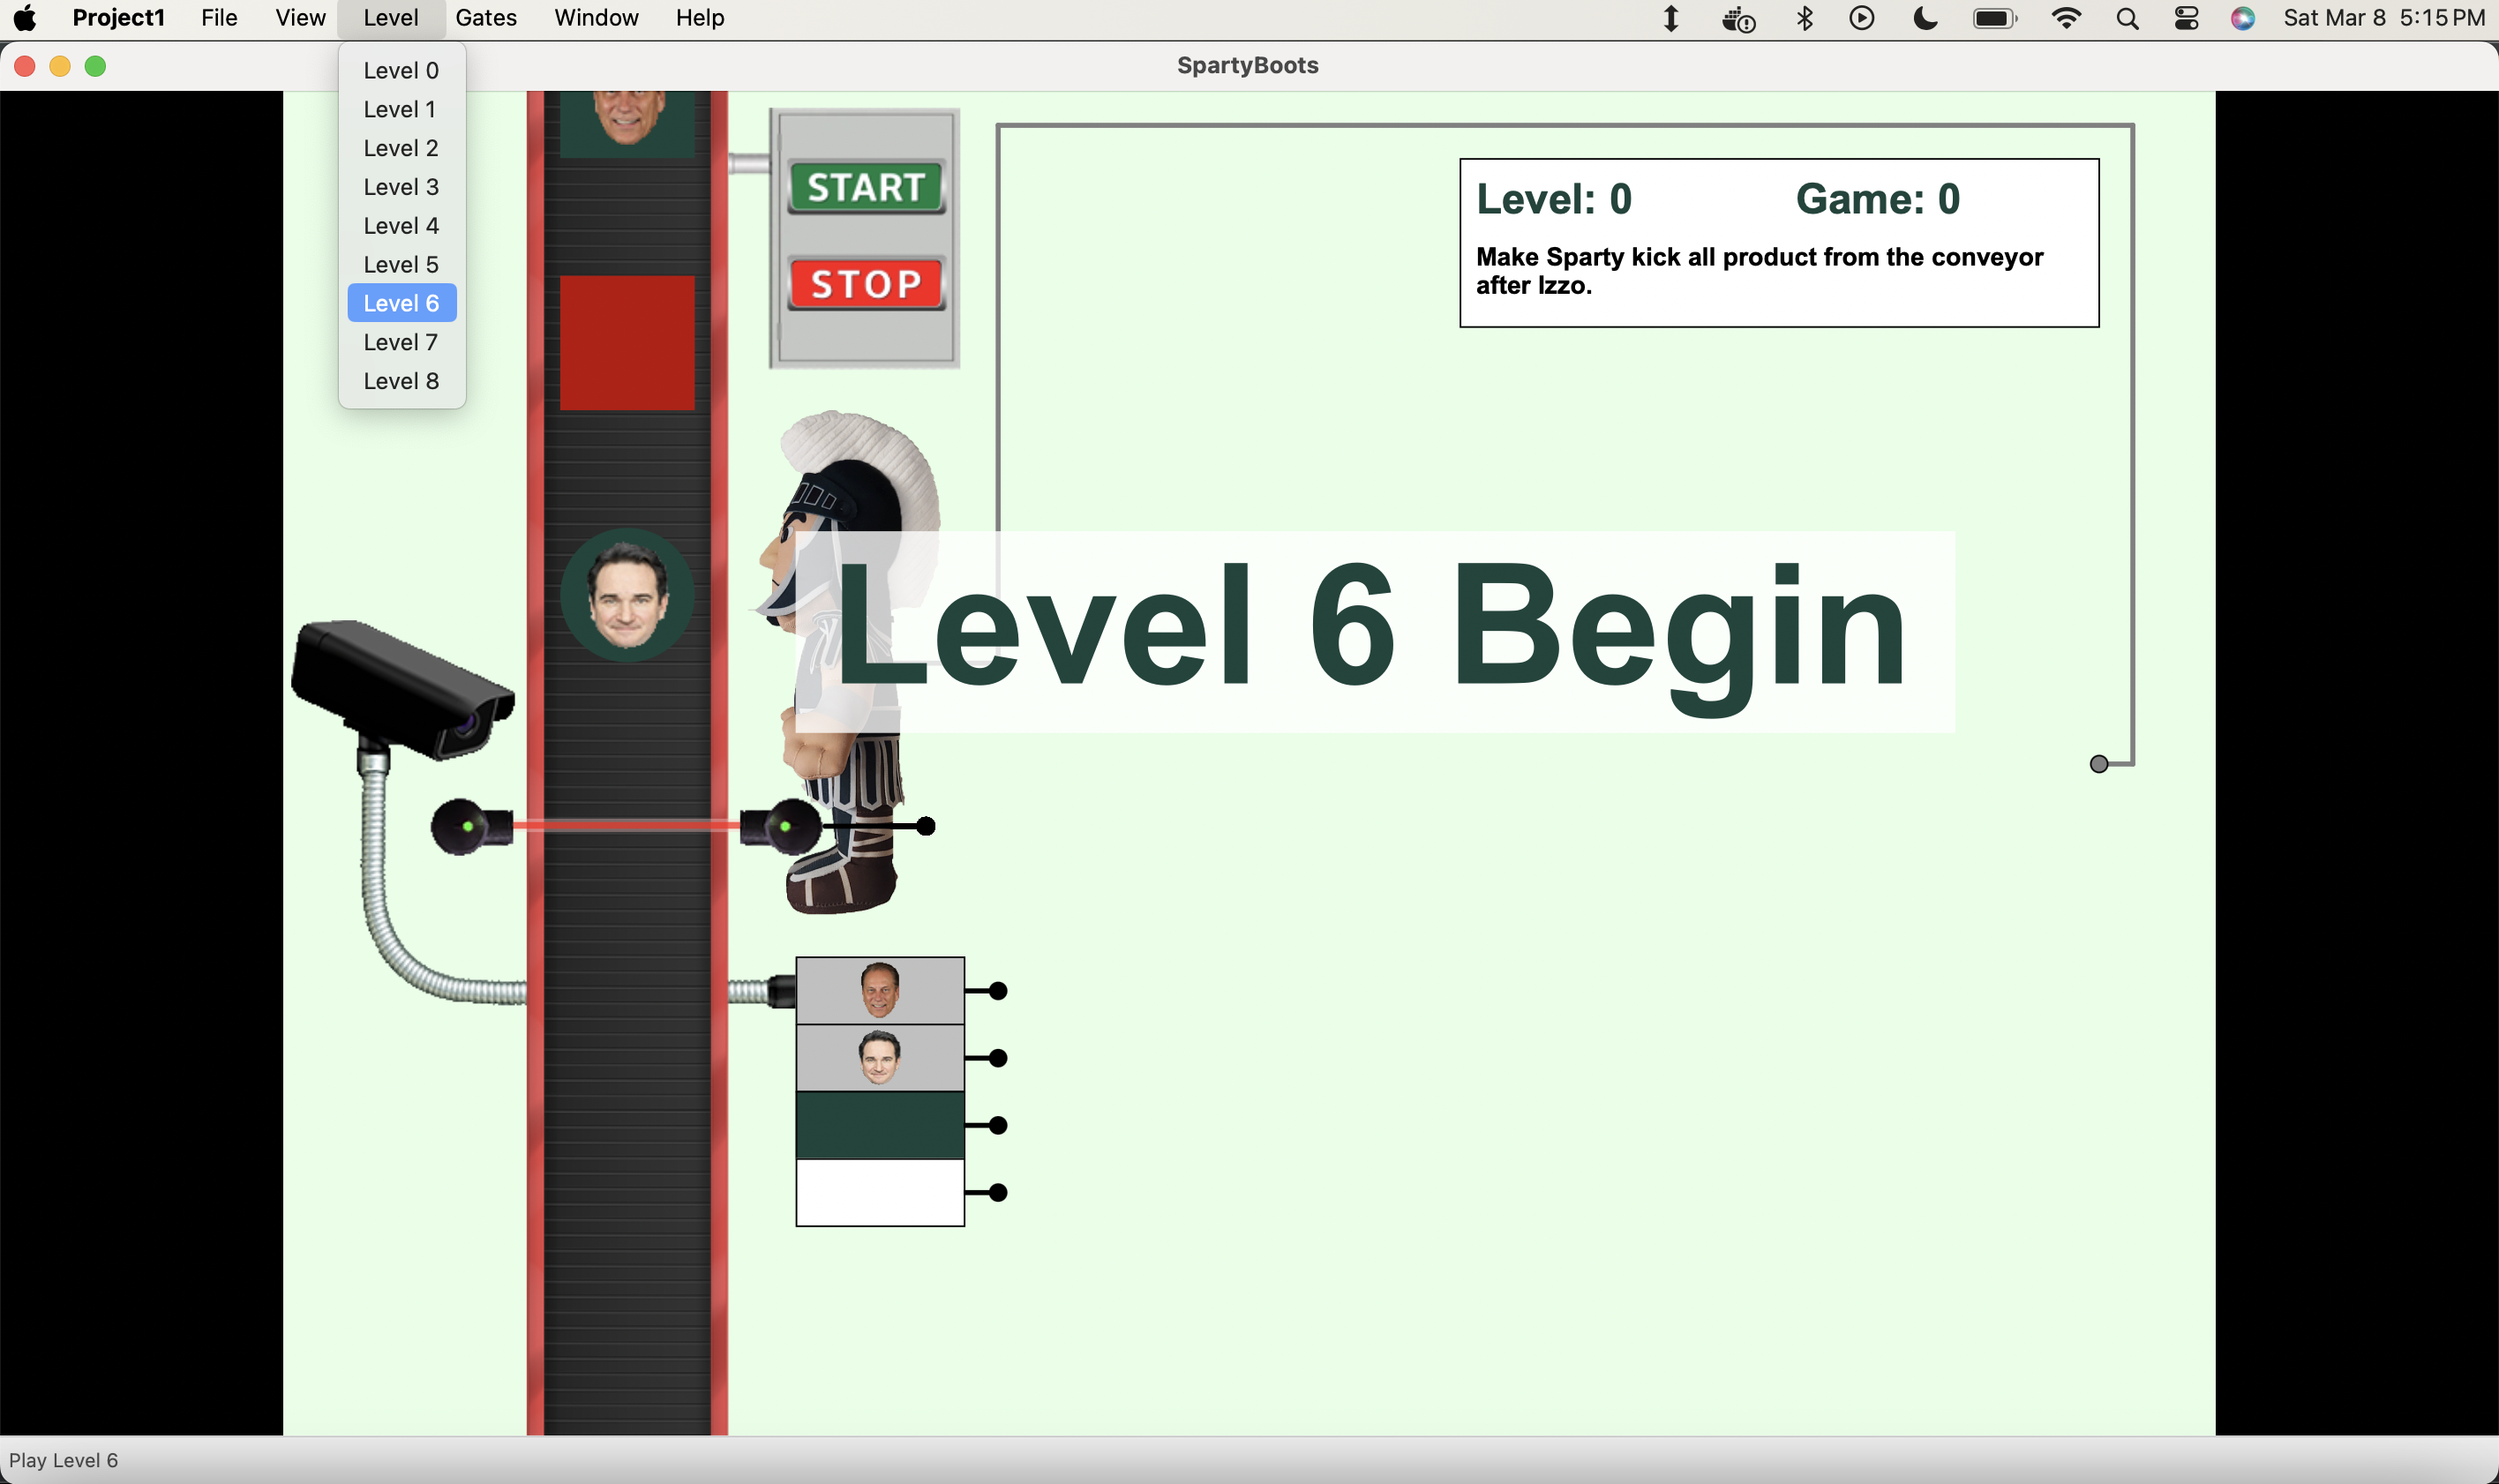 Project1 File View Level Gates Window Help Sat Mar 8 5:15 PM
SpartyBoots
Level 0
Level 1
Level 2
Level 3
Level 4
Level 5
Level 6
Level 7
Level 8
START
STOP
Level: 0 Game: 0
Make Sparty kick all product from the conveyor
after Izzo.
Level 6 Begin
Play Level 6